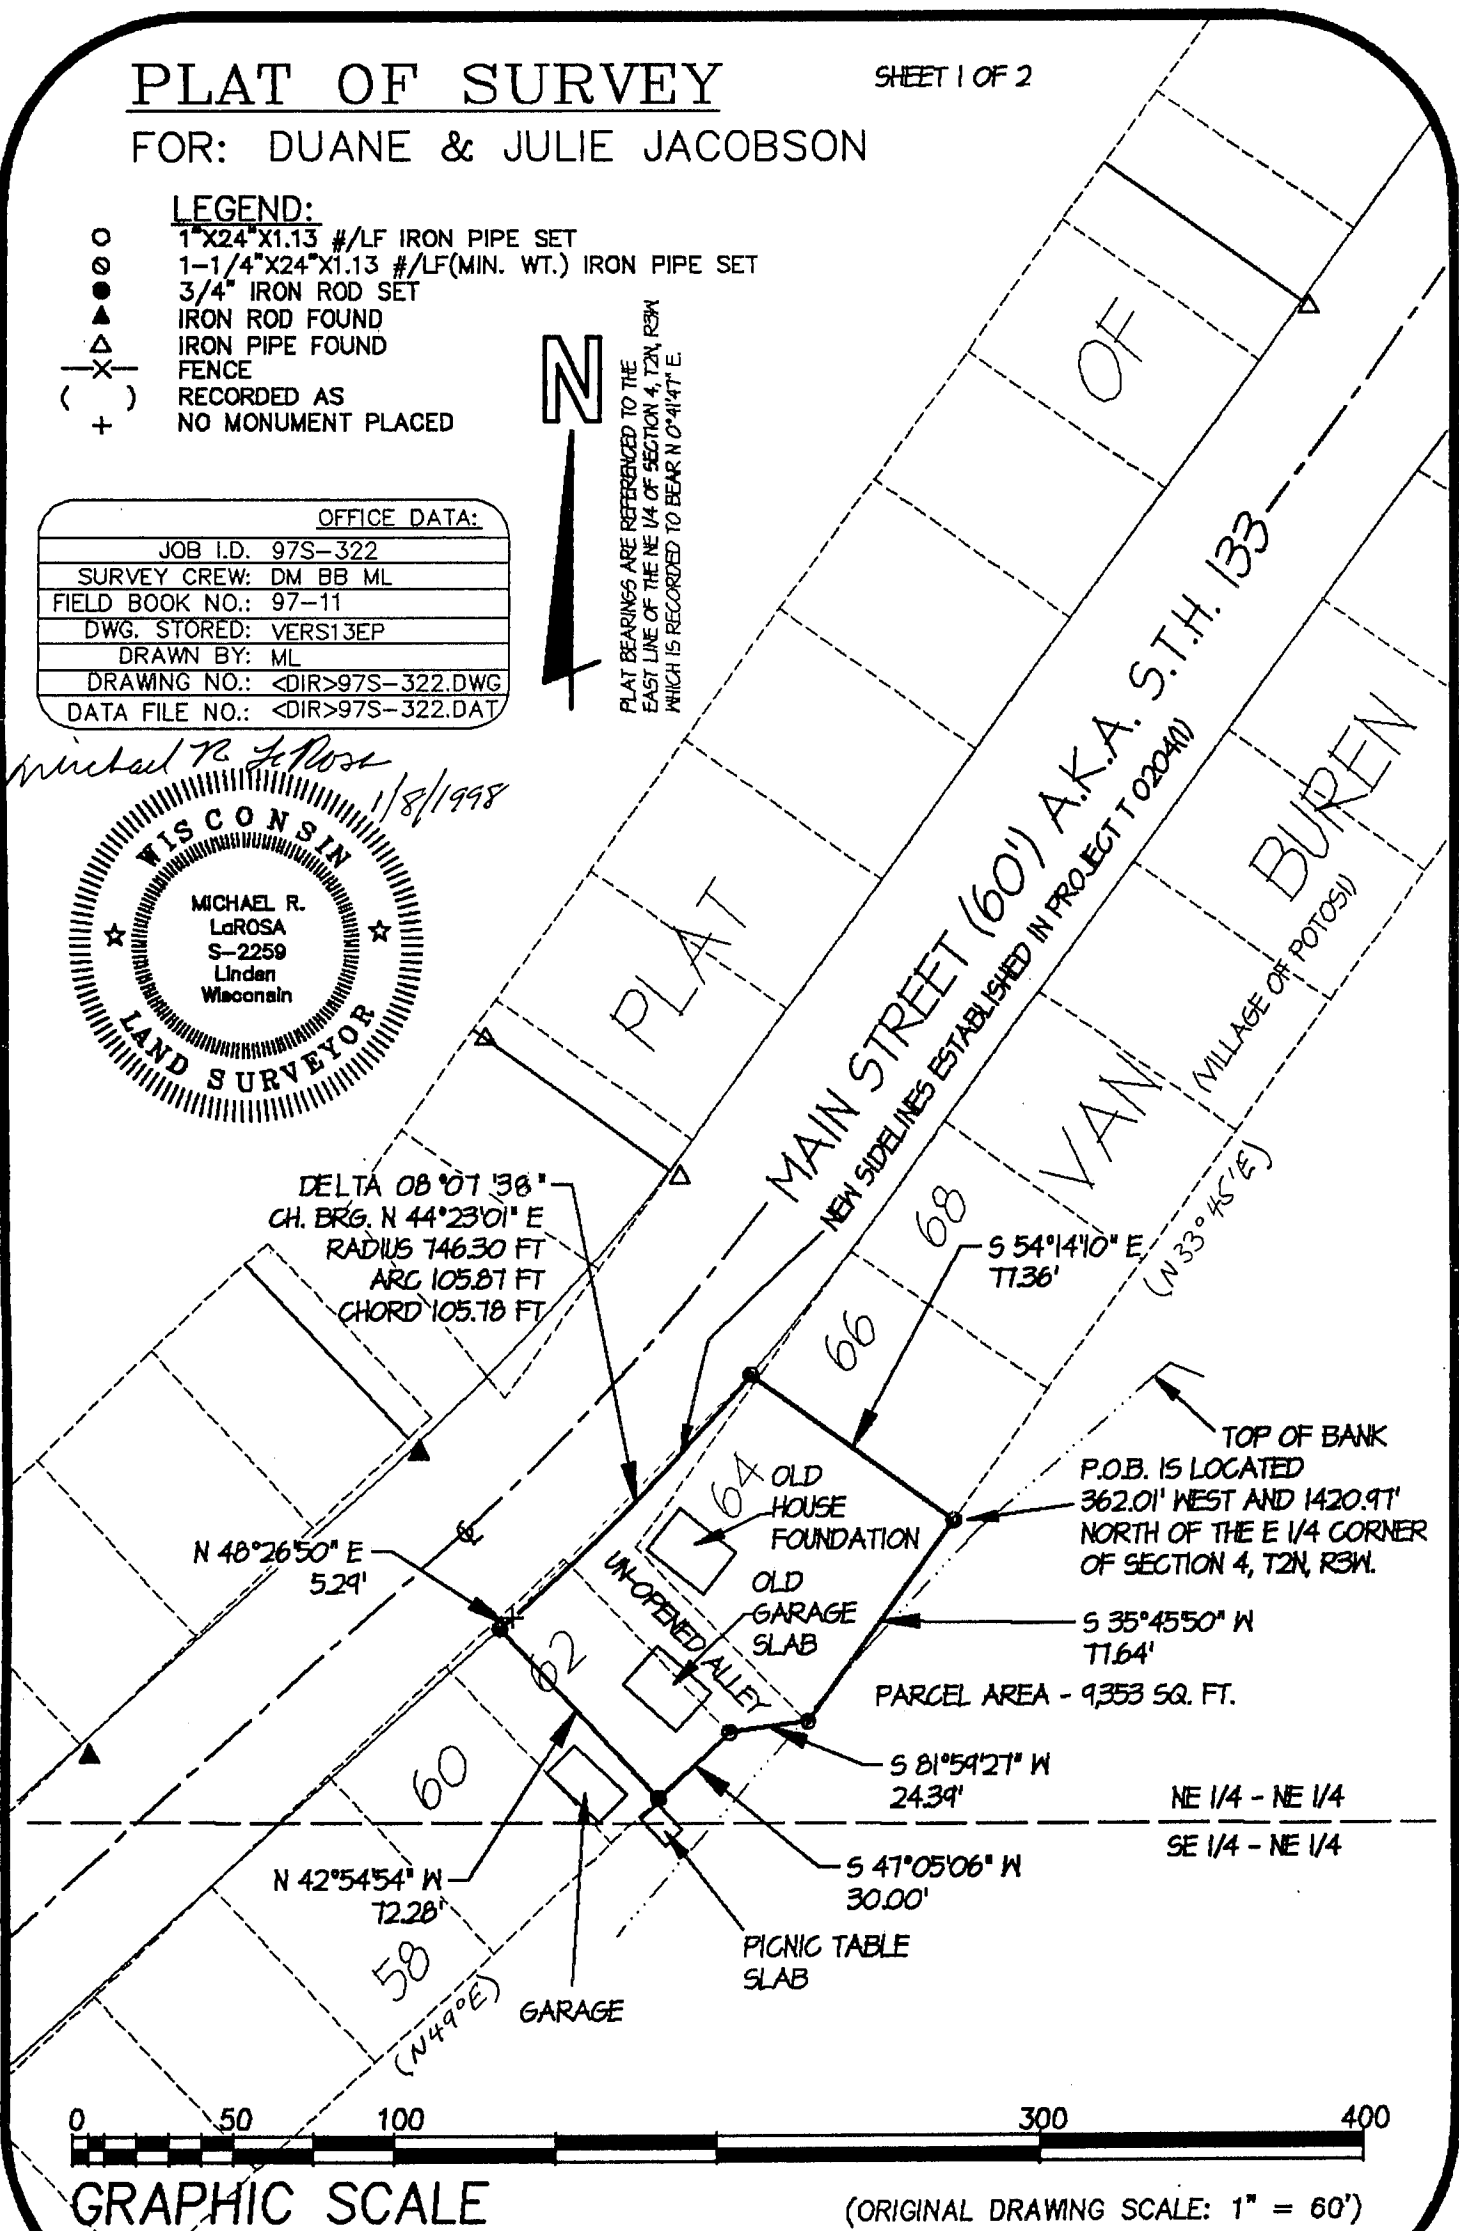 PLAT OF SURVEY
SHEET 1 OF 2
FOR: DUANE & JULIE JACOBSON
LEGEND:
1"X24"X1.13 #/LF IRON PIPE SET
1-1/4"X24"X1.13 #/LF(MIN. WT.) IRON PIPE SET
3/4" IRON ROD SET
IRON ROD FOUND
IRON PIPE FOUND
—X— FENCE
( ) RECORDED AS
+ NO MONUMENT PLACED
N
PLAT BEARINGS ARE REFERENCED TO THE
EAST LINE OF THE NE 1/4 OF SECTION 4, T2N, R3W
WHICH IS RECORDED TO BEAR N 0°41'47" E.
OFFICE DATA:
JOB I.D. 97S-322
SURVEY CREW: DM BB ML
FIELD BOOK NO.: 97-11
DWG. STORED: VERS13EP
DRAWN BY: ML
DRAWING NO.: <DIR>97S-322.DWG
DATA FILE NO.: <DIR>97S-322.DAT
Michael R LaRosa
1/8/1998
WISCONSIN
MICHAEL R.
LaROSA
S-2259
Linden
Wisconsin
LAND SURVEYOR
PLAT
OF
VAN
BUREN
(VILLAGE OF POTOSI)
MAIN STREET (60') A.K.A. S.T.H. 133
NEW SIDELINES ESTABLISHED IN PROJECT T 0204(1)
(N 33° 45' E)
DELTA 08°07'38"
CH. BRG. N 44°23'01" E
RADIUS 746.30 FT
ARC 105.87 FT
CHORD 105.78 FT
68
S 54°14'10" E
77.36'
66
64
TOP OF BANK
P.O.B. IS LOCATED
362.01' WEST AND 1420.97'
NORTH OF THE E 1/4 CORNER
OF SECTION 4, T2N, R3W.
OLD
HOUSE
FOUNDATION
N 48°26'50" E
5.29'
UN-OPENED ALLEY
OLD
GARAGE
SLAB
S 35°45'50" W
77.64'
62
PARCEL AREA - 9,353 SQ. FT.
60
S 81°59'27" W
24.39'
NE 1/4 - NE 1/4
SE 1/4 - NE 1/4
N 42°54'54" W
72.28'
S 47°05'06" W
30.00'
58
PICNIC TABLE
SLAB
GARAGE
(N 49° E)
0 50 100 300 400
GRAPHIC SCALE
(ORIGINAL DRAWING SCALE: 1" = 60')